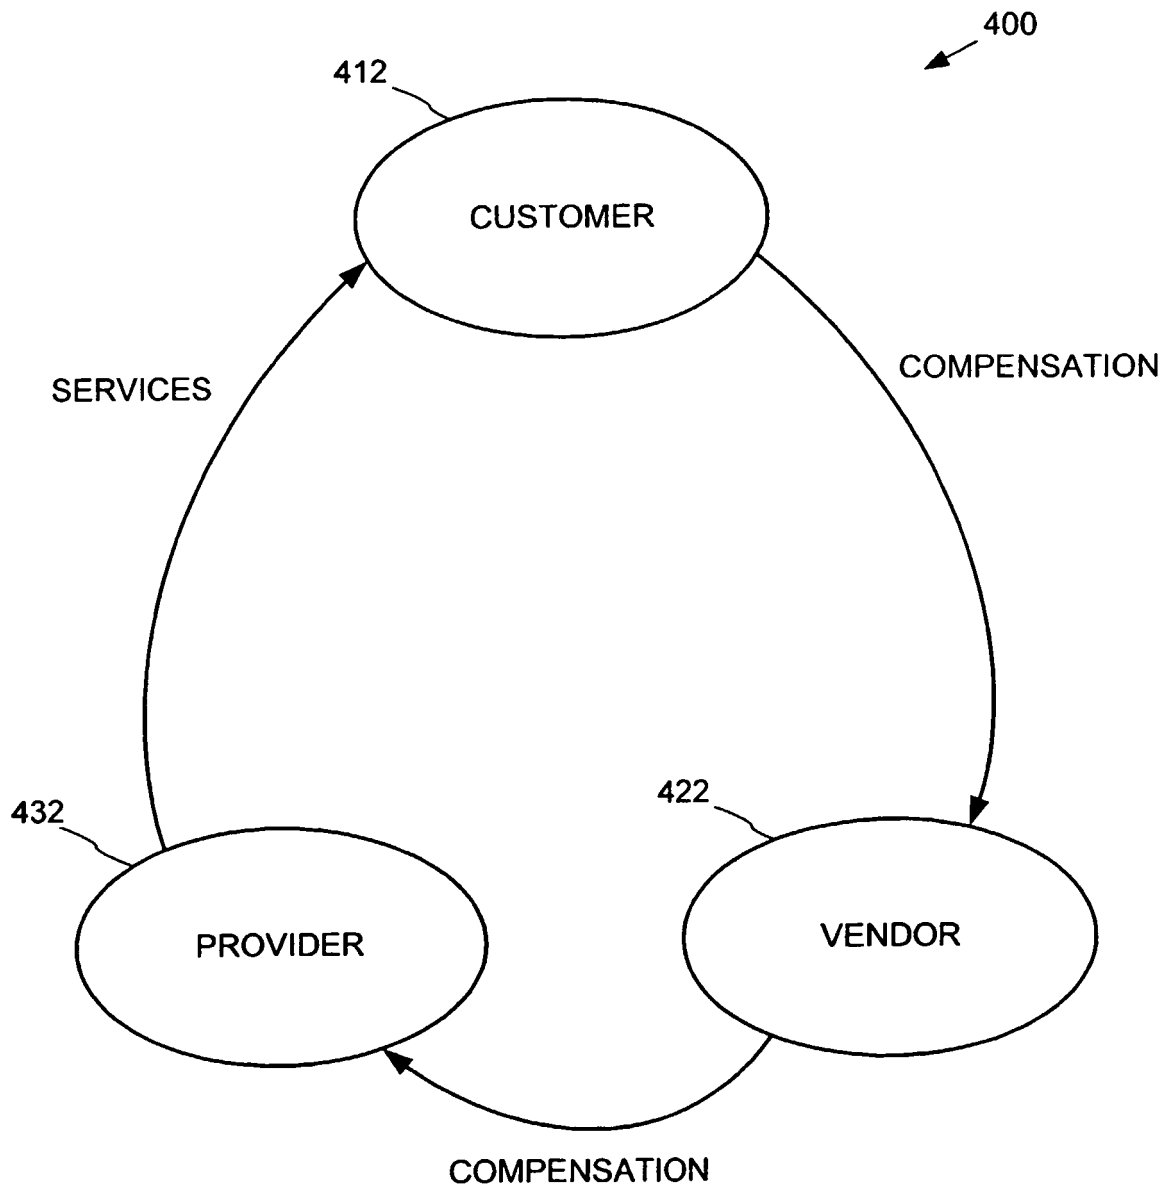 400
412
CUSTOMER
COMPENSATION
SERVICES
422
432
VENDOR
PROVIDER
COMPENSATION